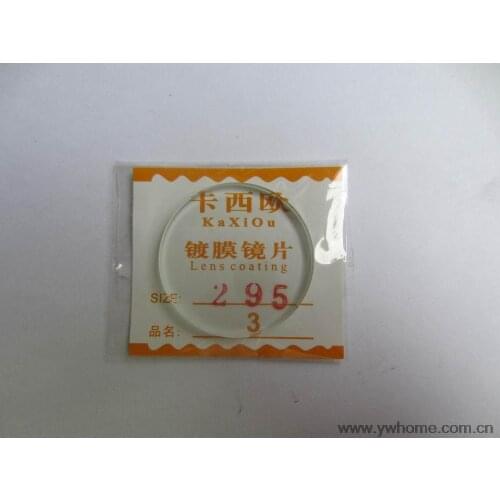 卡西欧
KaXiOu
镀膜镜片
Lens coating
SIZE: 295
品名: 3
www.ywhome.com.cn